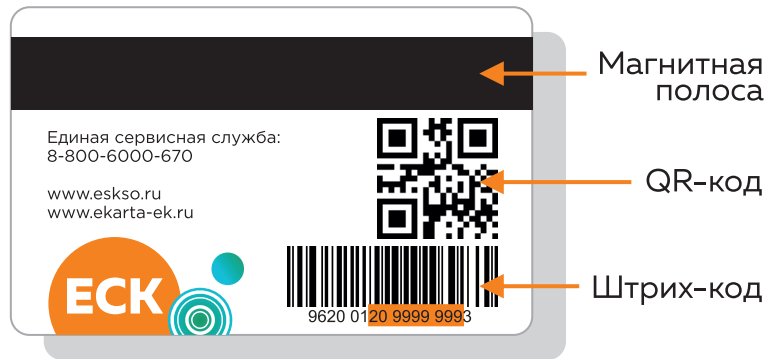 Магнитная
полоса
Единая сервисная служба:
8-800-6000-670
QR-код
www.eskso.ru
www.ekarta-ek.ru
ЕСК
Штрих-код
9620 0120 9999 9993